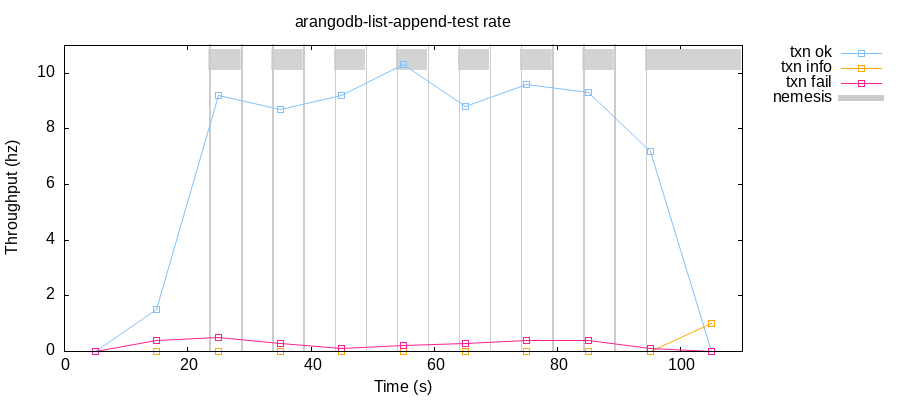 arangodb-list-append-test rate
txn ok
txn info
txn fail
nemesis
Throughput (hz)
10
8
6
4
2
0
0 20 40 60 80 100
Time (s)